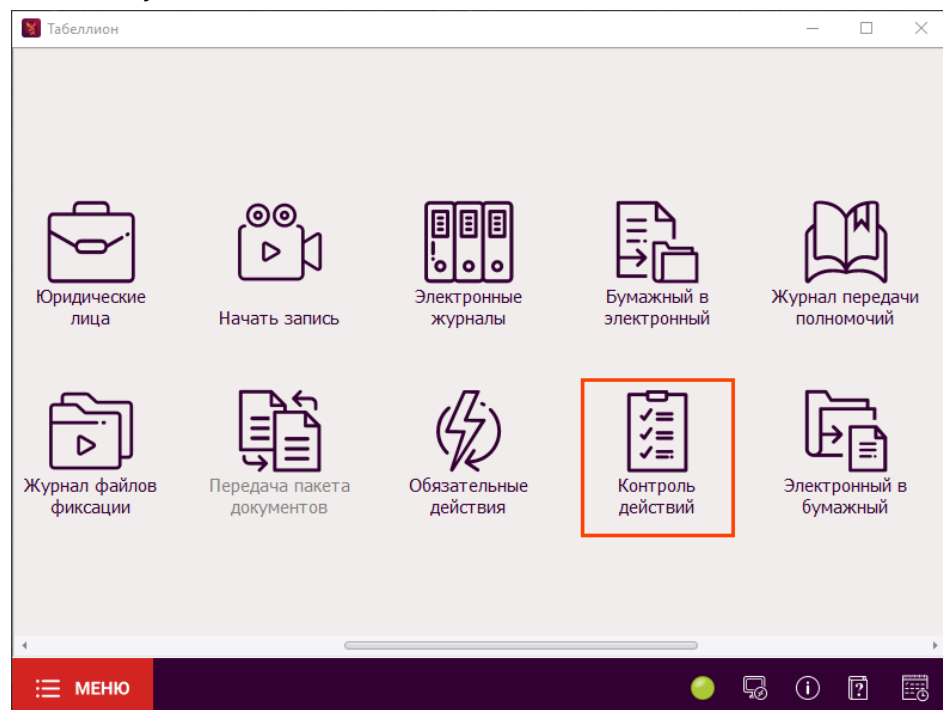 Табеллион
Юридические
лица
Начать запись
Электронные
журналы
Бумажный в
электронный
Журнал передачи
полномочий
Журнал файлов
фиксации
Передача пакета
документов
Обязательные
действия
Контроль
действий
Электронный в
бумажный
МЕНЮ